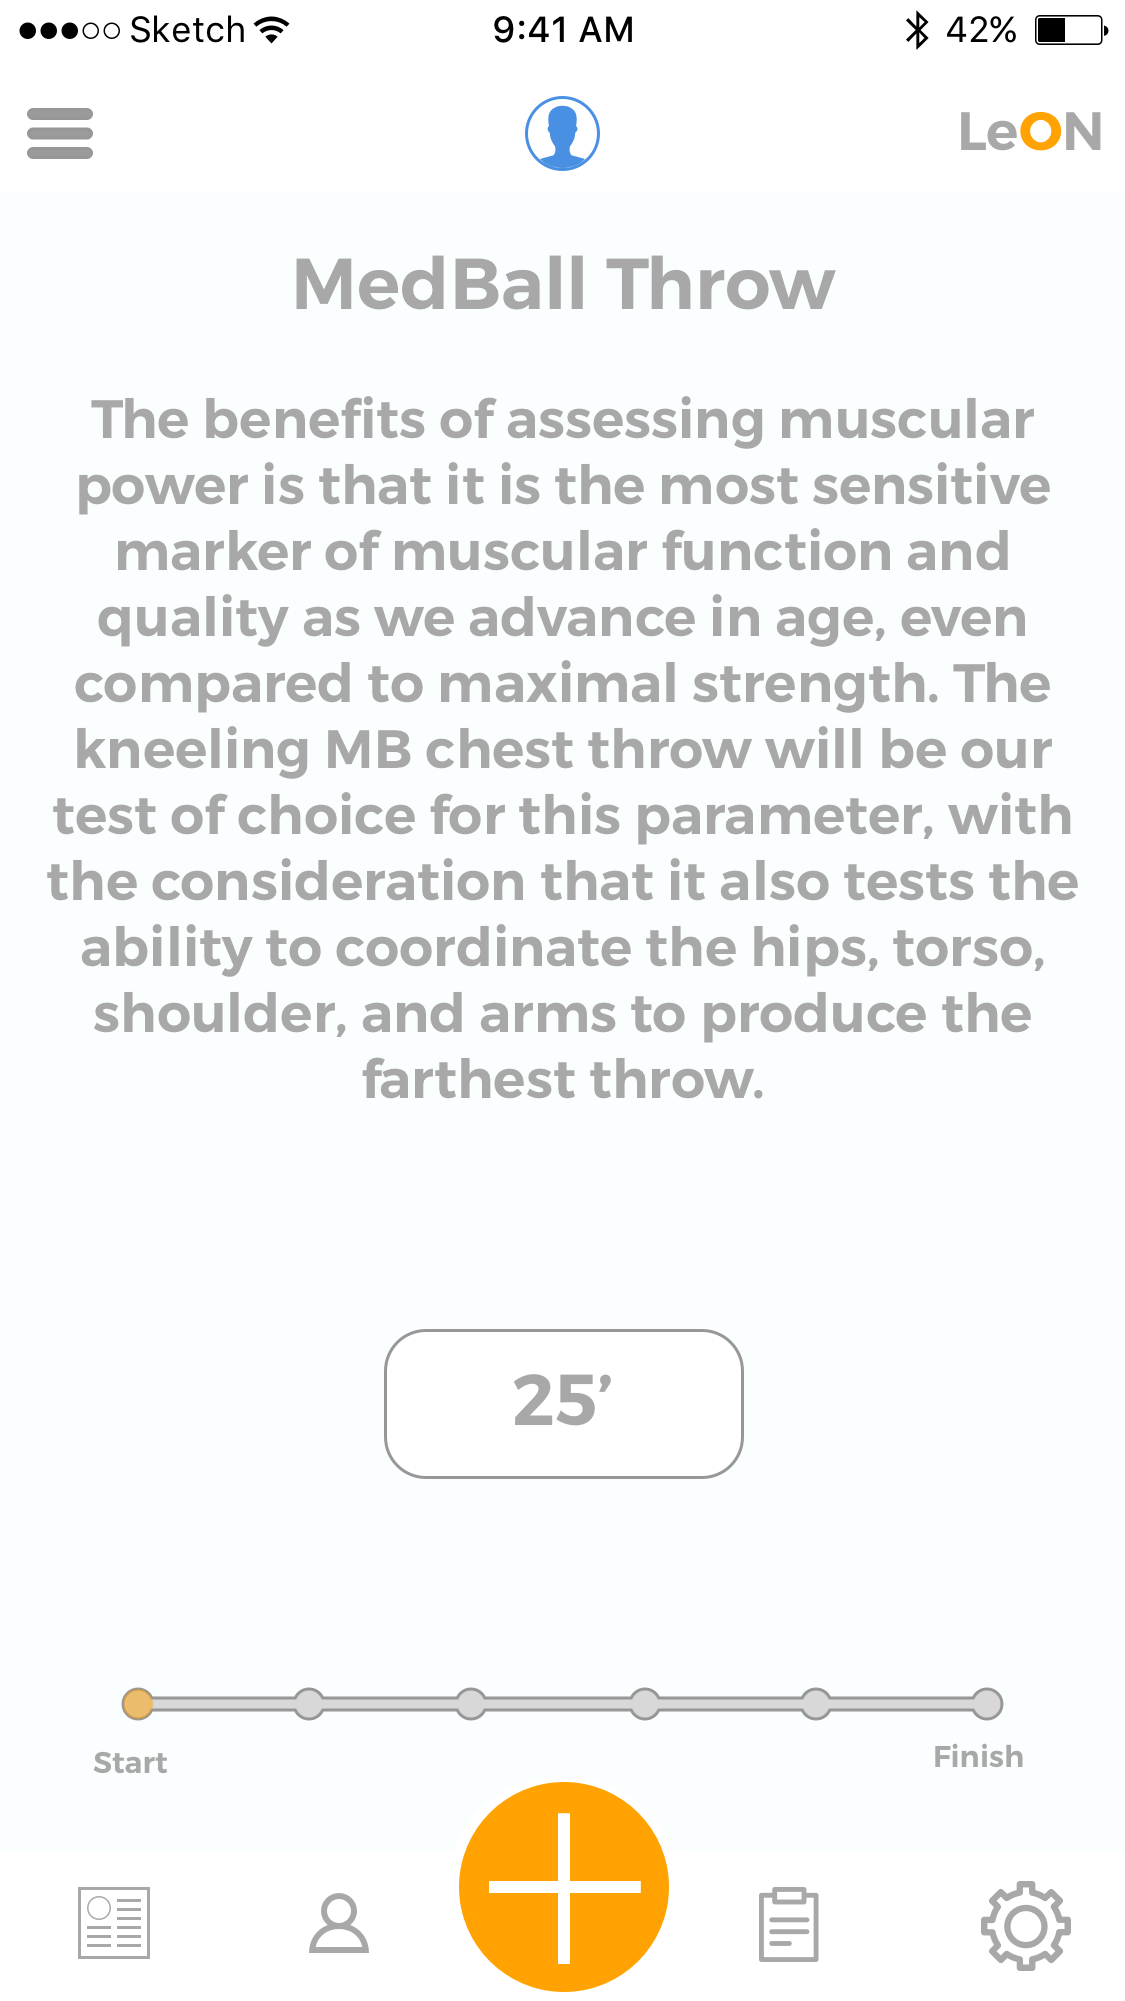 Sketch 9:41 AM 42%
LeON
MedBall Throw
The benefits of assessing muscular
power is that it is the most sensitive
marker of muscular function and
quality as we advance in age, even
compared to maximal strength. The
kneeling MB chest throw will be our
test of choice for this parameter, with
the consideration that it also tests the
ability to coordinate the hips, torso,
shoulder, and arms to produce the
farthest throw.
25’
Start Finish